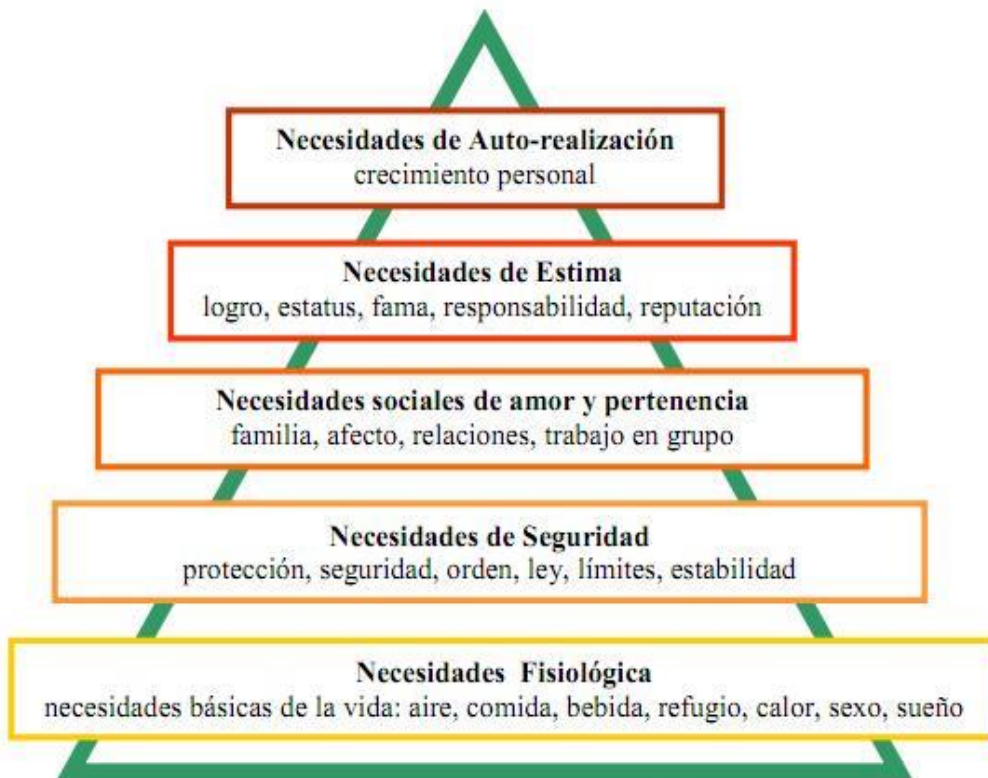 Necesidades de Auto-realización
crecimiento personal
Necesidades de Estima
logro, estatus, fama, responsabilidad, reputación
Necesidades sociales de amor y pertenencia
familia, afecto, relaciones, trabajo en grupo
Necesidades de Seguridad
protección, seguridad, orden, ley, límites, estabilidad
Necesidades Fisiológica
necesidades básicas de la vida: aire, comida, bebida, refugio, calor, sexo, sueño